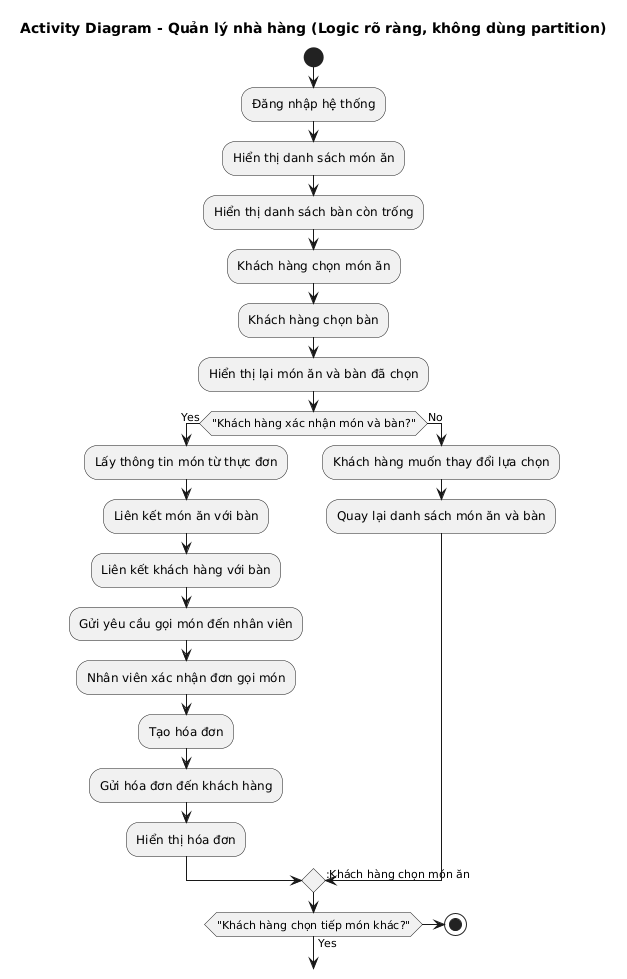 Activity Diagram - Quản lý nhà hàng (Logic rõ ràng, không dùng partition)
Đăng nhập hệ thống
Hiển thị danh sách món ăn
Hiển thị danh sách bàn còn trống
Khách hàng chọn món ăn
Khách hàng chọn bàn
Hiển thị lại món ăn và bàn đã chọn
Yes
"Khách hàng xác nhận món và bàn?"
No
Lấy thông tin món từ thực đơn
Khách hàng muốn thay đổi lựa chọn
Liên kết món ăn với bàn
Quay lại danh sách món ăn và bàn
Liên kết khách hàng với bàn
Gửi yêu cầu gọi món đến nhân viên
Nhân viên xác nhận đơn gọi món
Tạo hóa đơn
Gửi hóa đơn đến khách hàng
Hiển thị hóa đơn
:Khách hàng chọn món ăn
"Khách hàng chọn tiếp món khác?"
Yes